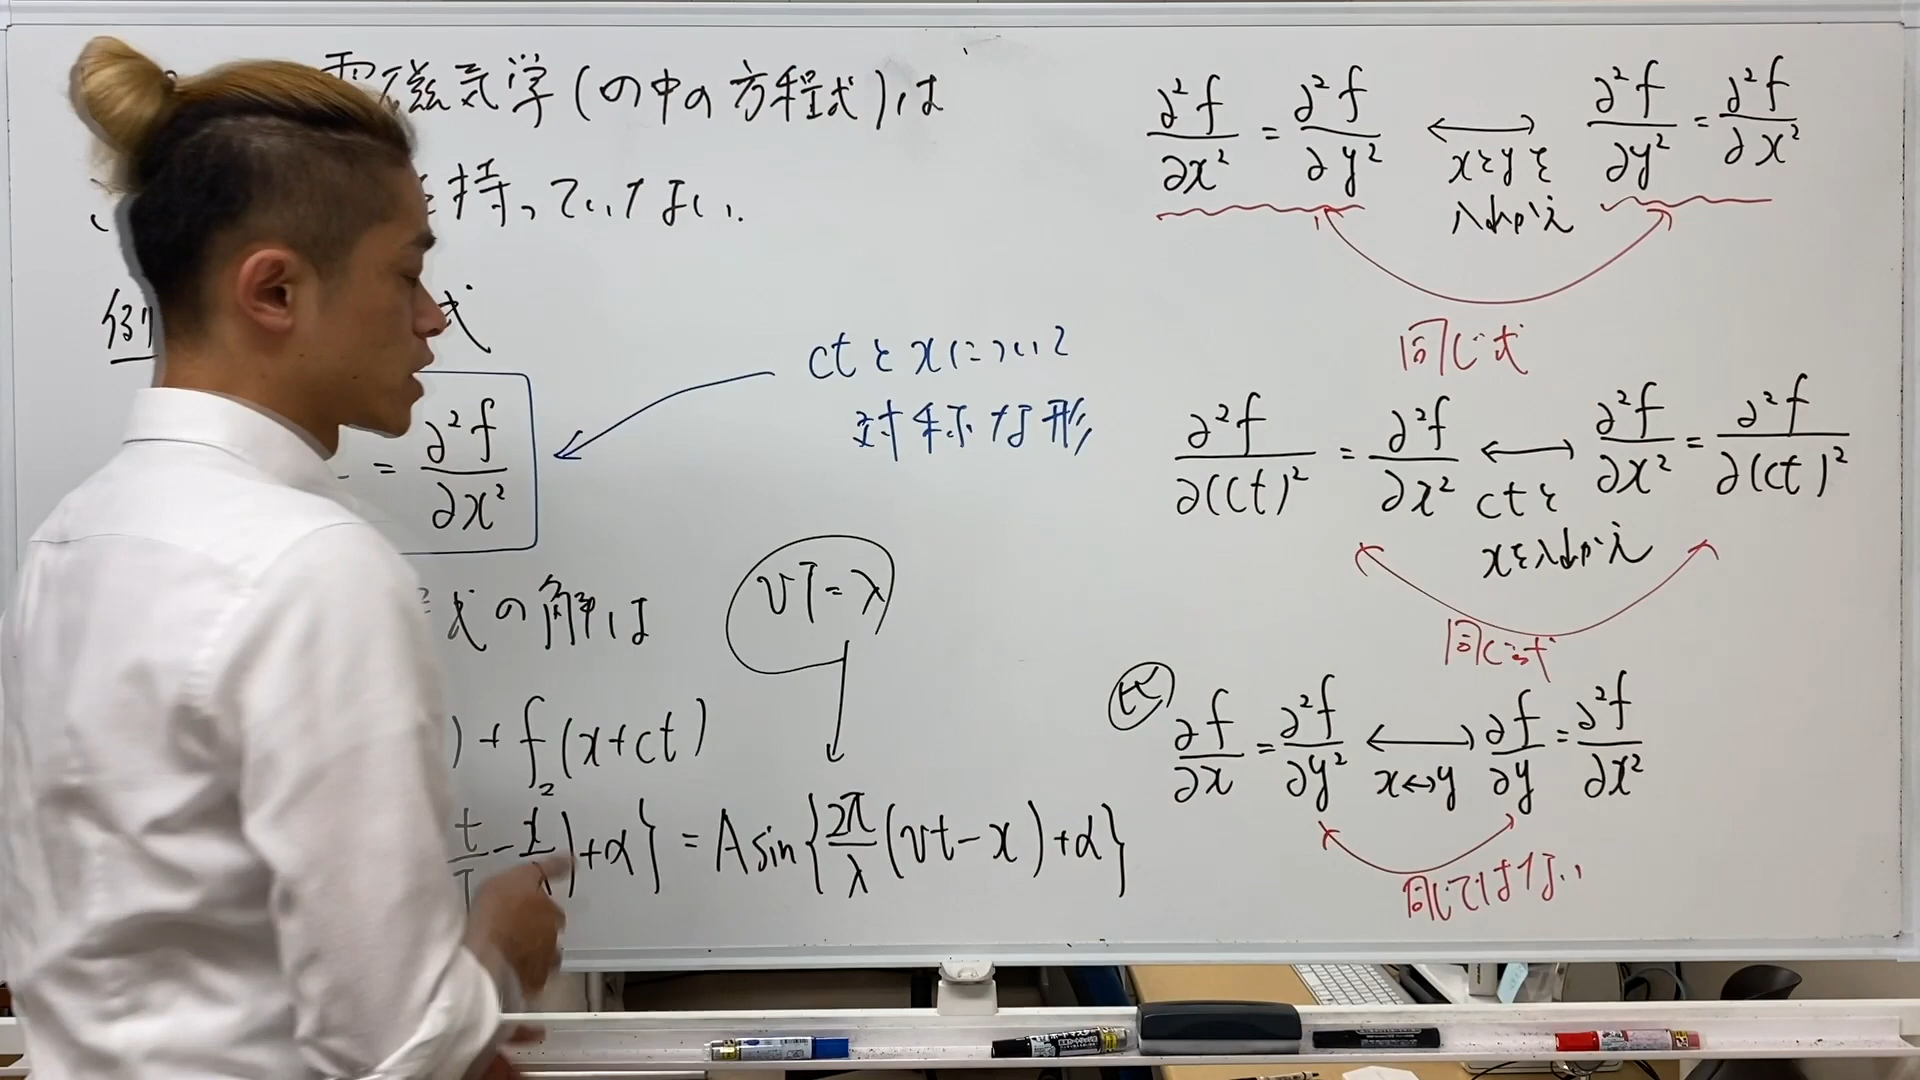 電磁気学(の中の方程式)は
持っていない.
例 式
= ∂²f/∂x²
ctとxについて
対称な形
式の解は
vT=λ
) + f₂(x+ct)
t/T - x/λ)+α} = A sin{2π/λ(vt-x)+α}
∂²f/∂x² = ∂²f/∂y² ⟷ ∂²f/∂y² = ∂²f/∂x²
xとyを
入れかえ
同じ式
∂²f/∂(ct)² = ∂²f/∂x² ⟷ ∂²f/∂x² = ∂²f/∂(ct)²
ctと
xを入れかえ
同じ式
∂f/∂x = ∂²f/∂y² ⟷ ∂f/∂y = ∂²f/∂x²
x↔y
同じではない